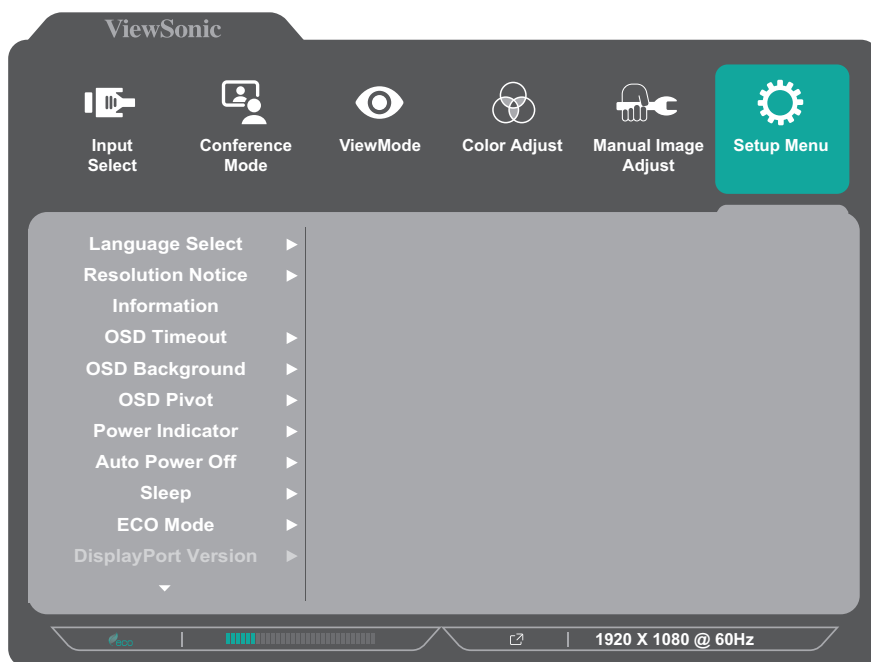 ViewSonic
Input
Select
Conference
Mode
ViewMode
Color Adjust
Manual Image
Adjust
Setup Menu
Language Select
Resolution Notice
Information
OSD Timeout
OSD Background
OSD Pivot
Power Indicator
Auto Power Off
Sleep
ECO Mode
DisplayPort Version
eco
1920 X 1080 @ 60Hz